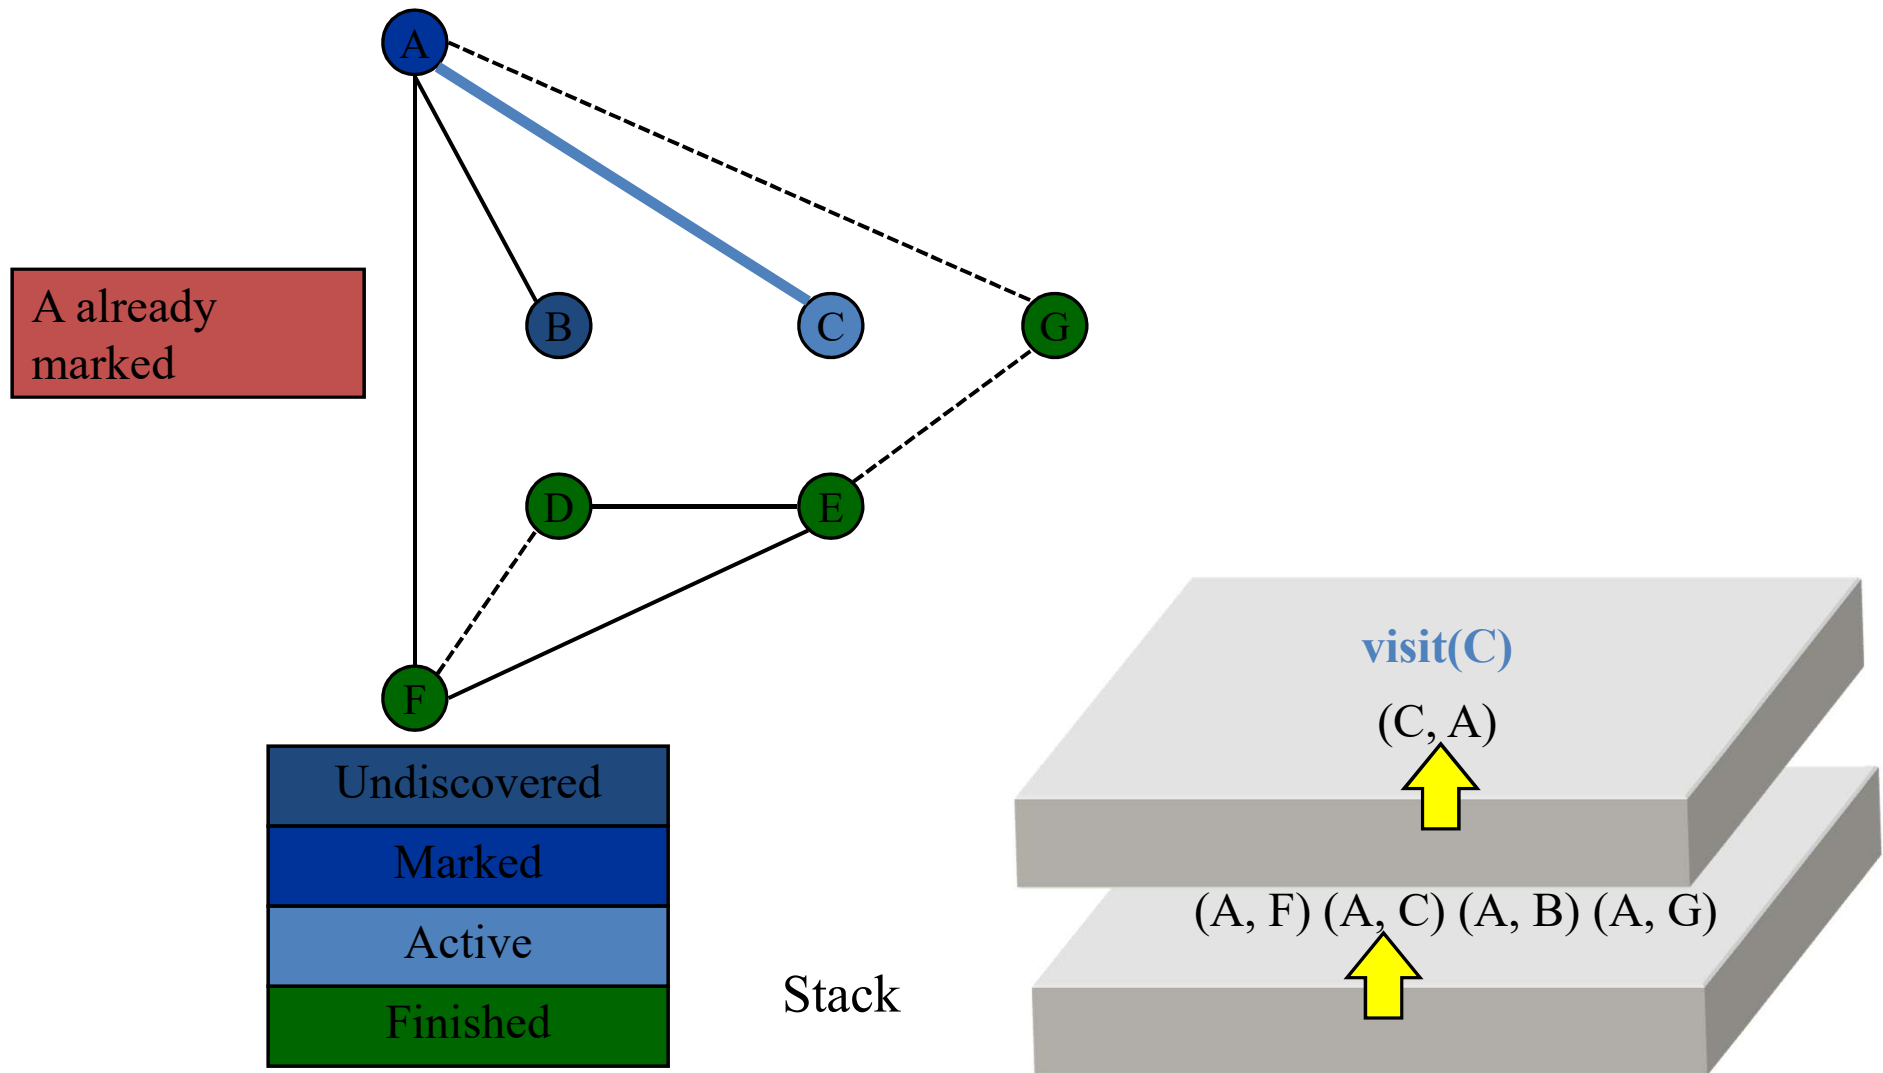 A
A already
marked
B
C
G
D
E
F
visit(C)
(C, A)
Undiscovered
Marked
Active
Finished
(A, F) (A, C) (A, B) (A, G)
Stack